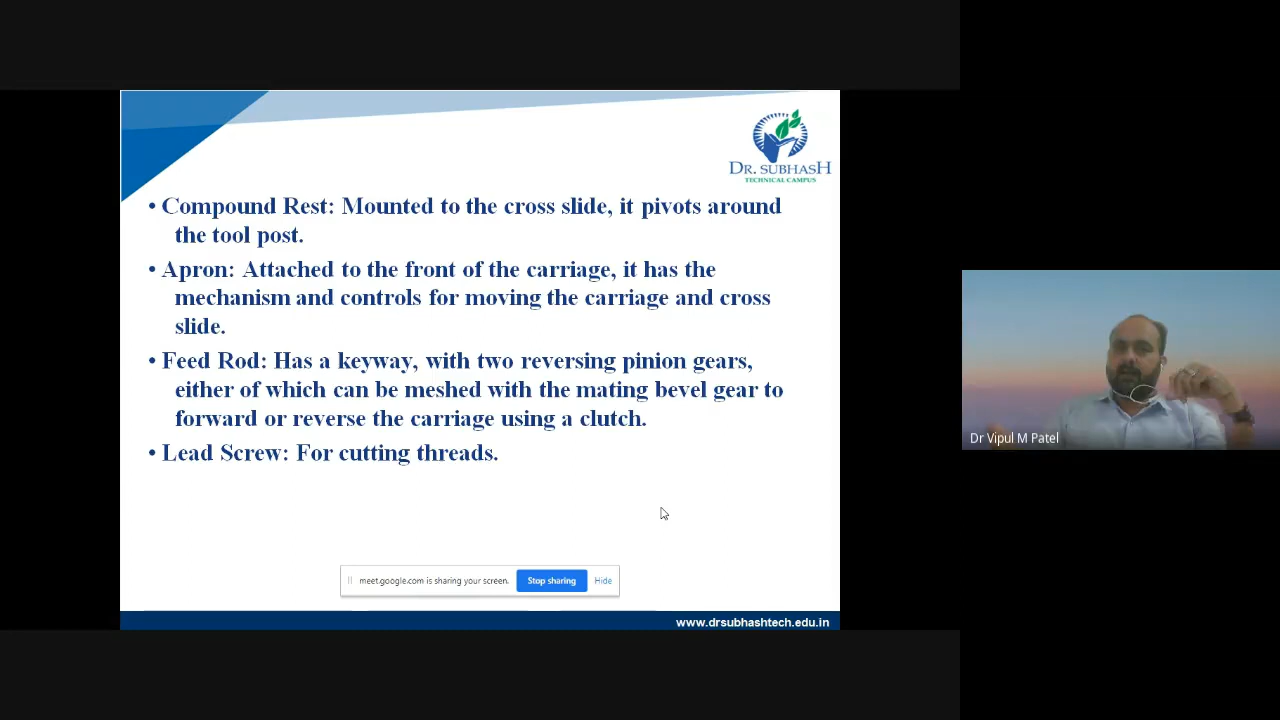 DR. SUBHASH
TECHNICAL CAMPUS
• Compound Rest: Mounted to the cross slide, it pivots around
the tool post.
• Apron: Attached to the front of the carriage, it has the
mechanism and controls for moving the carriage and cross
slide.
• Feed Rod: Has a keyway, with two reversing pinion gears,
either of which can be meshed with the mating bevel gear to
forward or reverse the carriage using a clutch.
• Lead Screw: For cutting threads.
meet.google.com is sharing your screen. Stop sharing Hide
www.drsubhashtech.edu.in
Dr Vipul M Patel